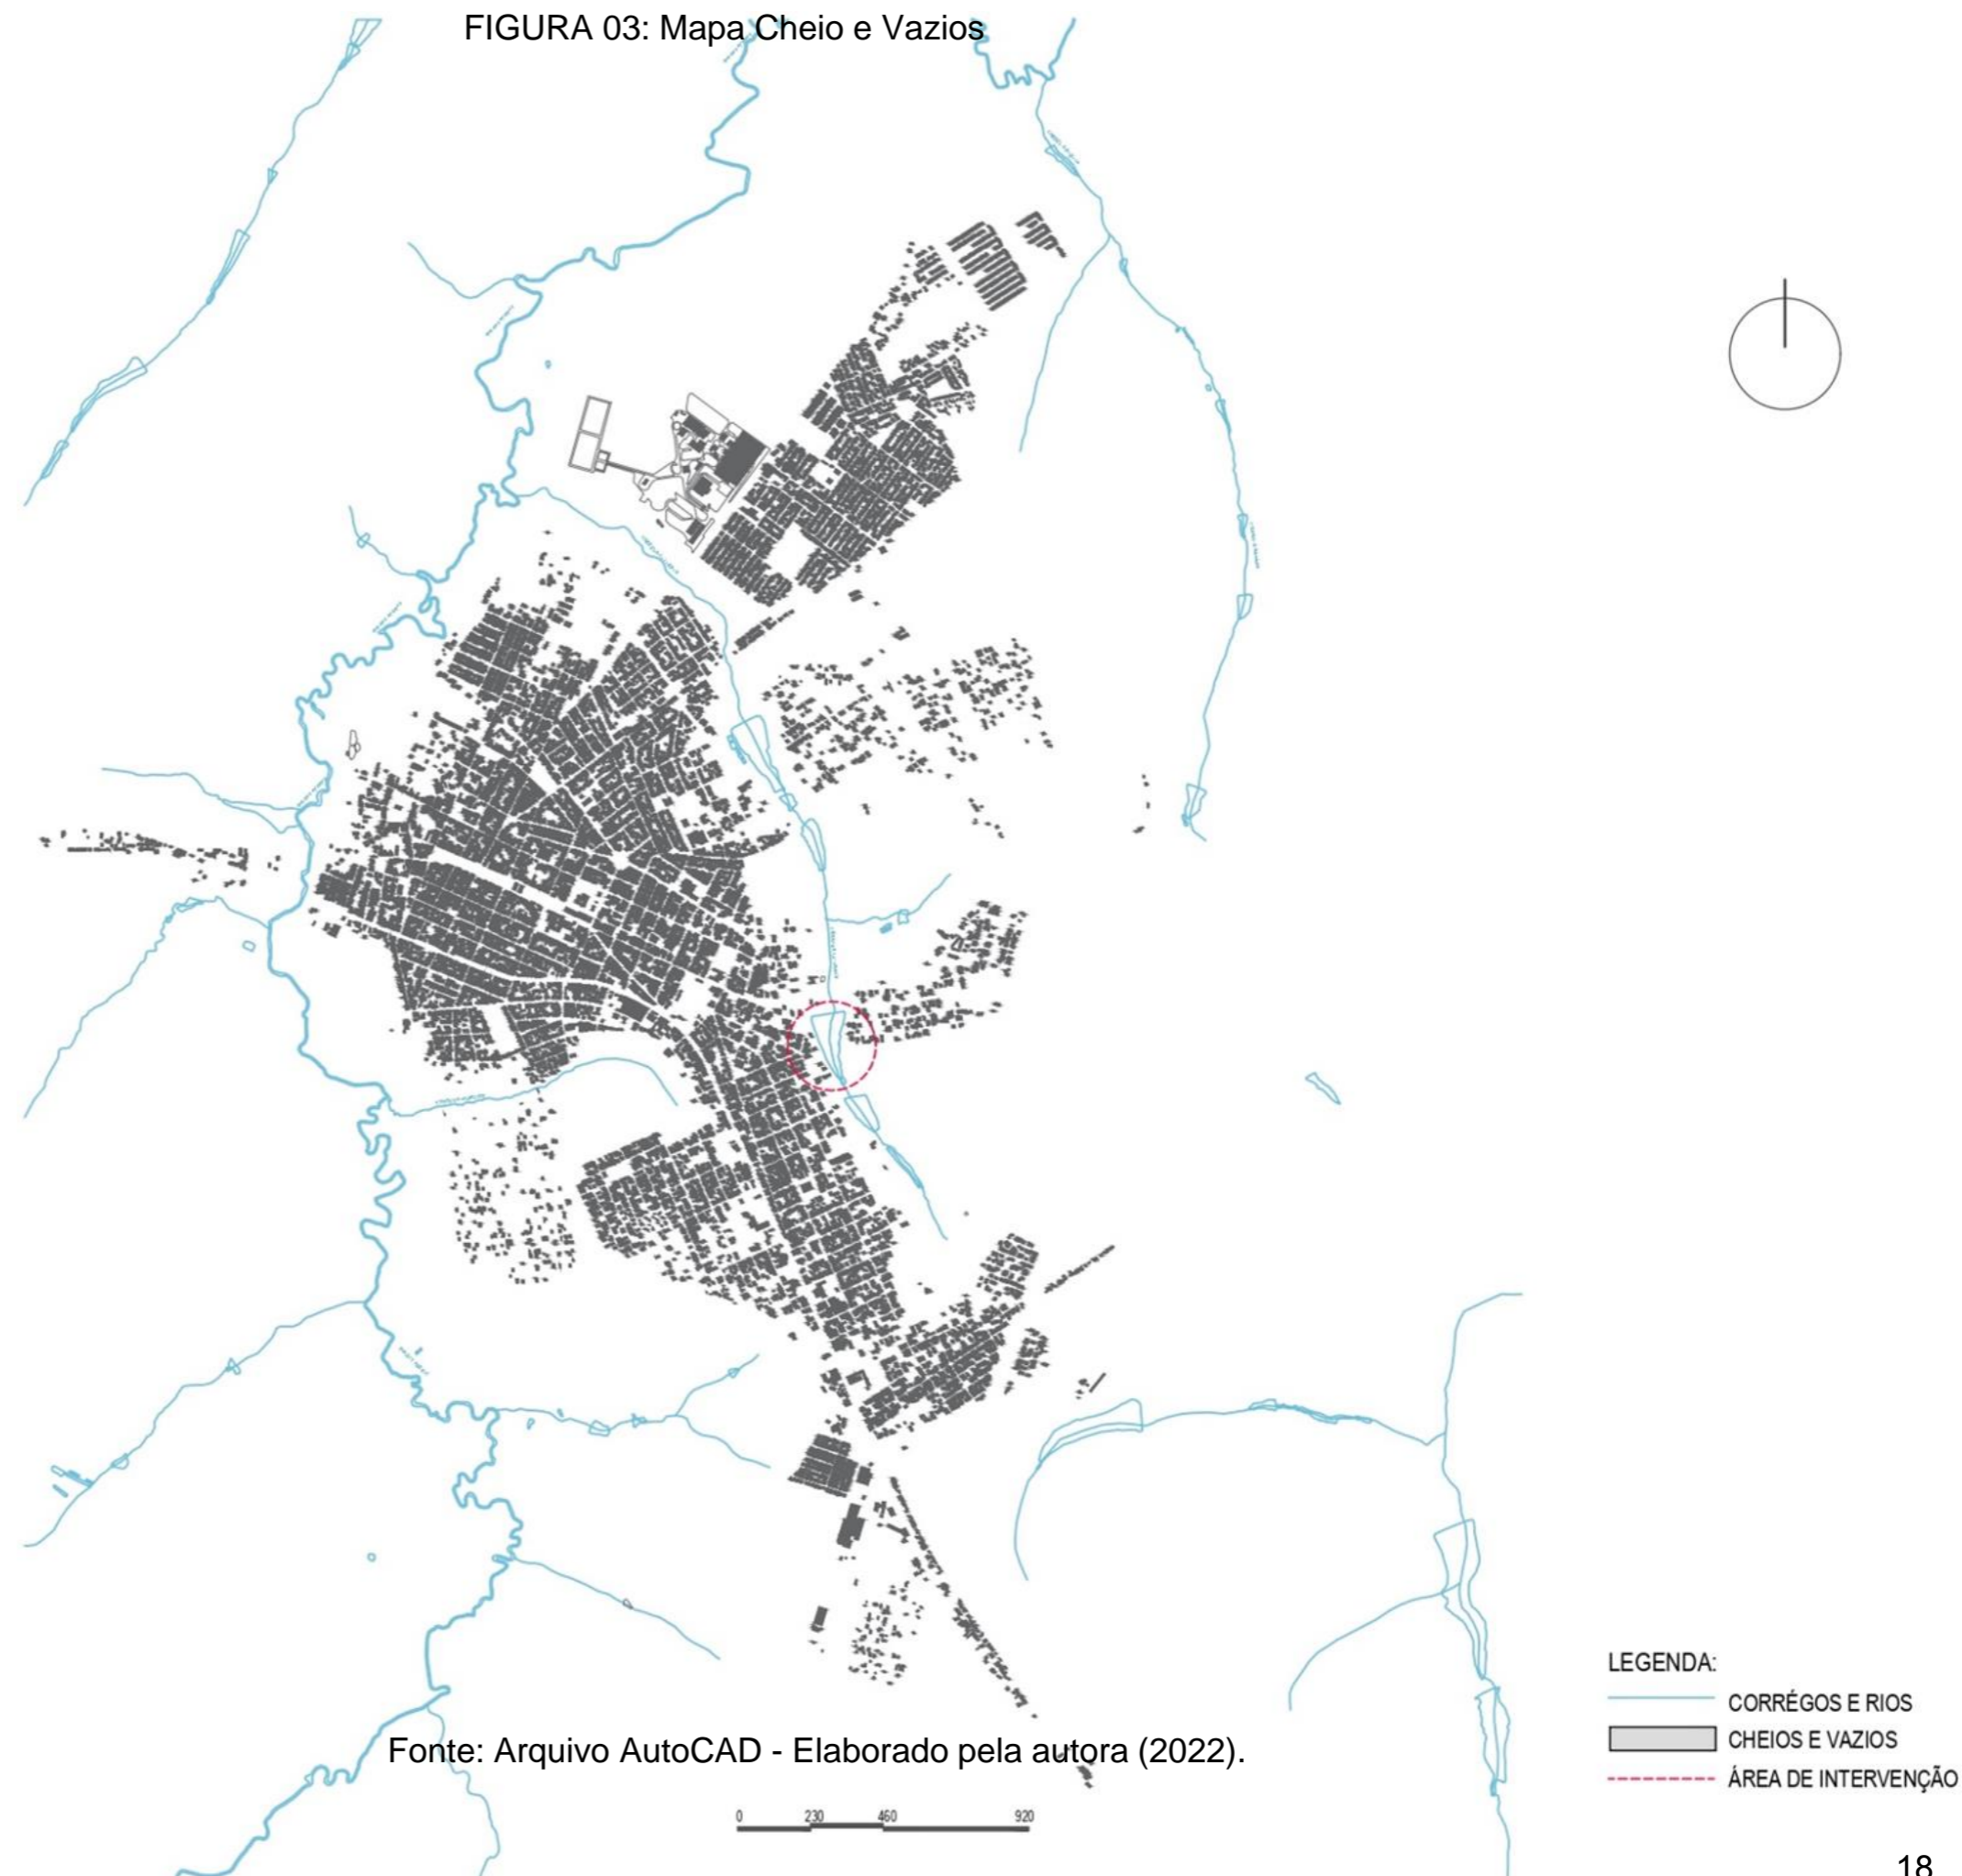 FIGURA 03: Mapa Cheio e Vazios
LEGENDA:
CORRÉGOS E RIOS
CHEIOS E VAZIOS
ÁREA DE INTERVENÇÃO
Fonte: Arquivo AutoCAD - Elaborado pela autora (2022).
0 230 460 920
18